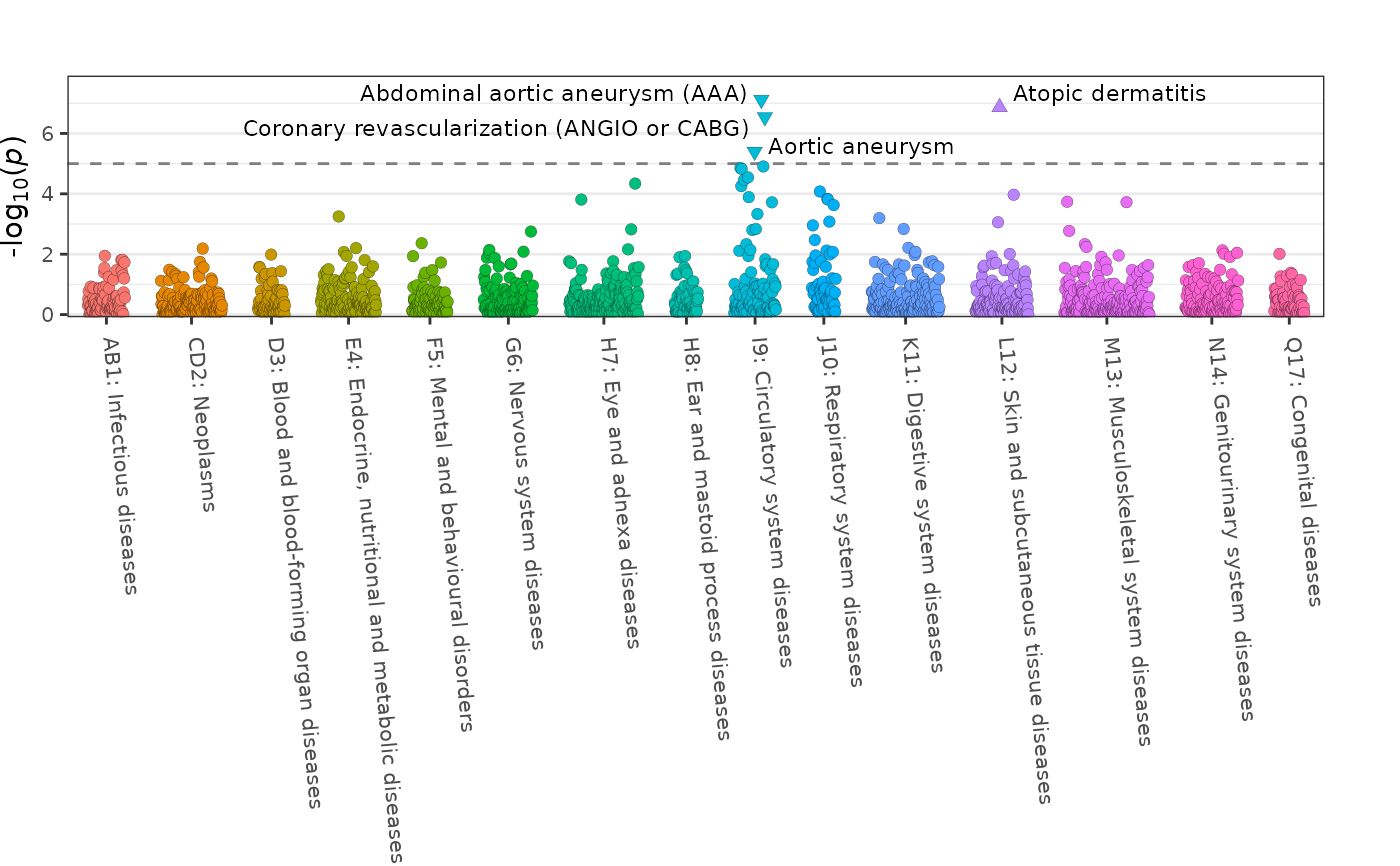 Abdominal aortic aneurysm (AAA)
Atopic dermatitis
Coronary revascularization (ANGIO or CABG)
Aortic aneurysm
-log10(p)
6
4
2
0
AB1: Infectious diseases
CD2: Neoplasms
D3: Blood and blood-forming organ diseases
E4: Endocrine, nutritional and metabolic diseases
F5: Mental and behavioural disorders
G6: Nervous system diseases
H7: Eye and adnexa diseases
H8: Ear and mastoid process diseases
I9: Circulatory system diseases
J10: Respiratory system diseases
K11: Digestive system diseases
L12: Skin and subcutaneous tissue diseases
M13: Musculoskeletal system diseases
N14: Genitourinary system diseases
Q17: Congenital diseases